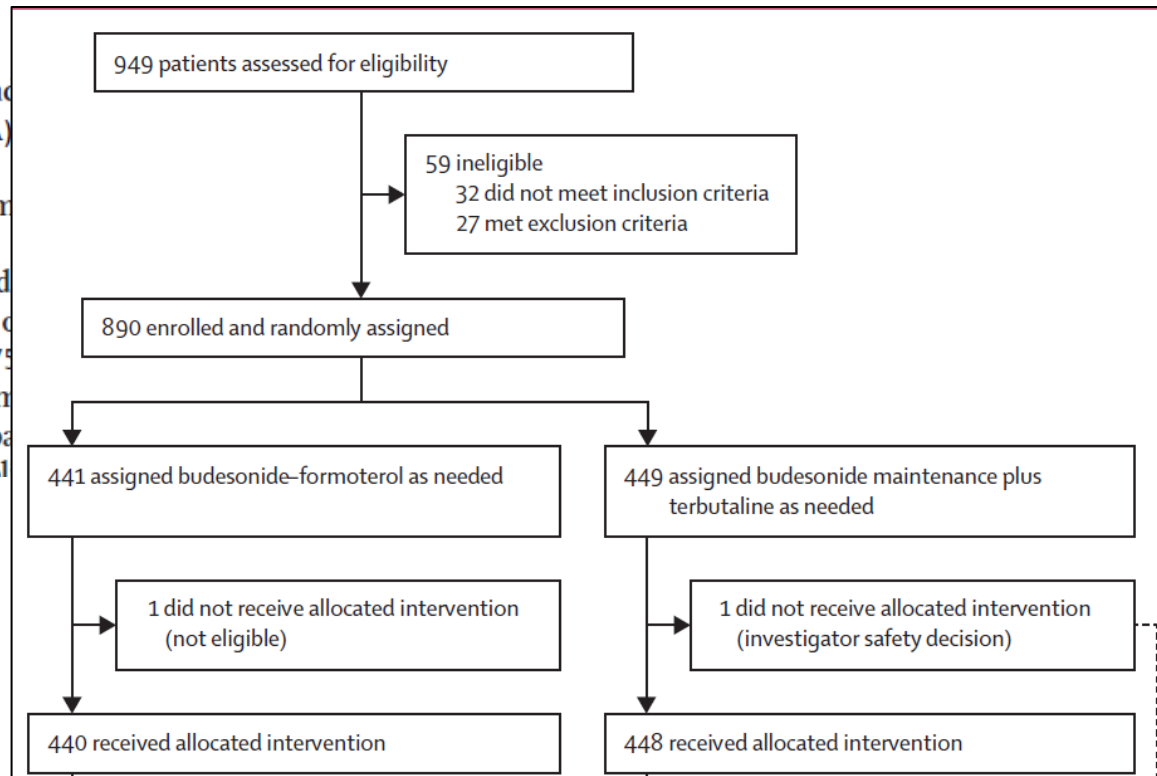 949 patients assessed for eligibility
59 ineligible
32 did not meet inclusion criteria
27 met exclusion criteria
890 enrolled and randomly assigned
441 assigned budesonide–formoterol as needed
449 assigned budesonide maintenance plus
terbutaline as needed
1 did not receive allocated intervention
(not eligible)
1 did not receive allocated intervention
(investigator safety decision)
440 received allocated intervention
448 received allocated intervention